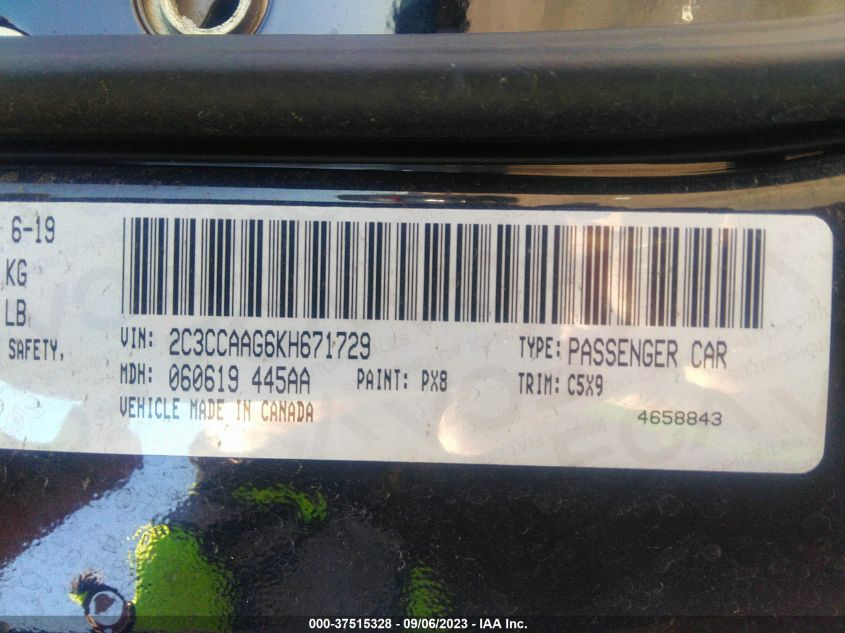 6-19
KG
LB
SAFETY.
VIN: 2C3CCAAG6KH671729
TYPE: PASSENGER CAR
MDH: 060619 445AA PAINT: PX8 TRIM: C5X9
VEHICLE MADE IN CANADA
4658843
000-37515328 - 09/06/2023 - IAA Inc.